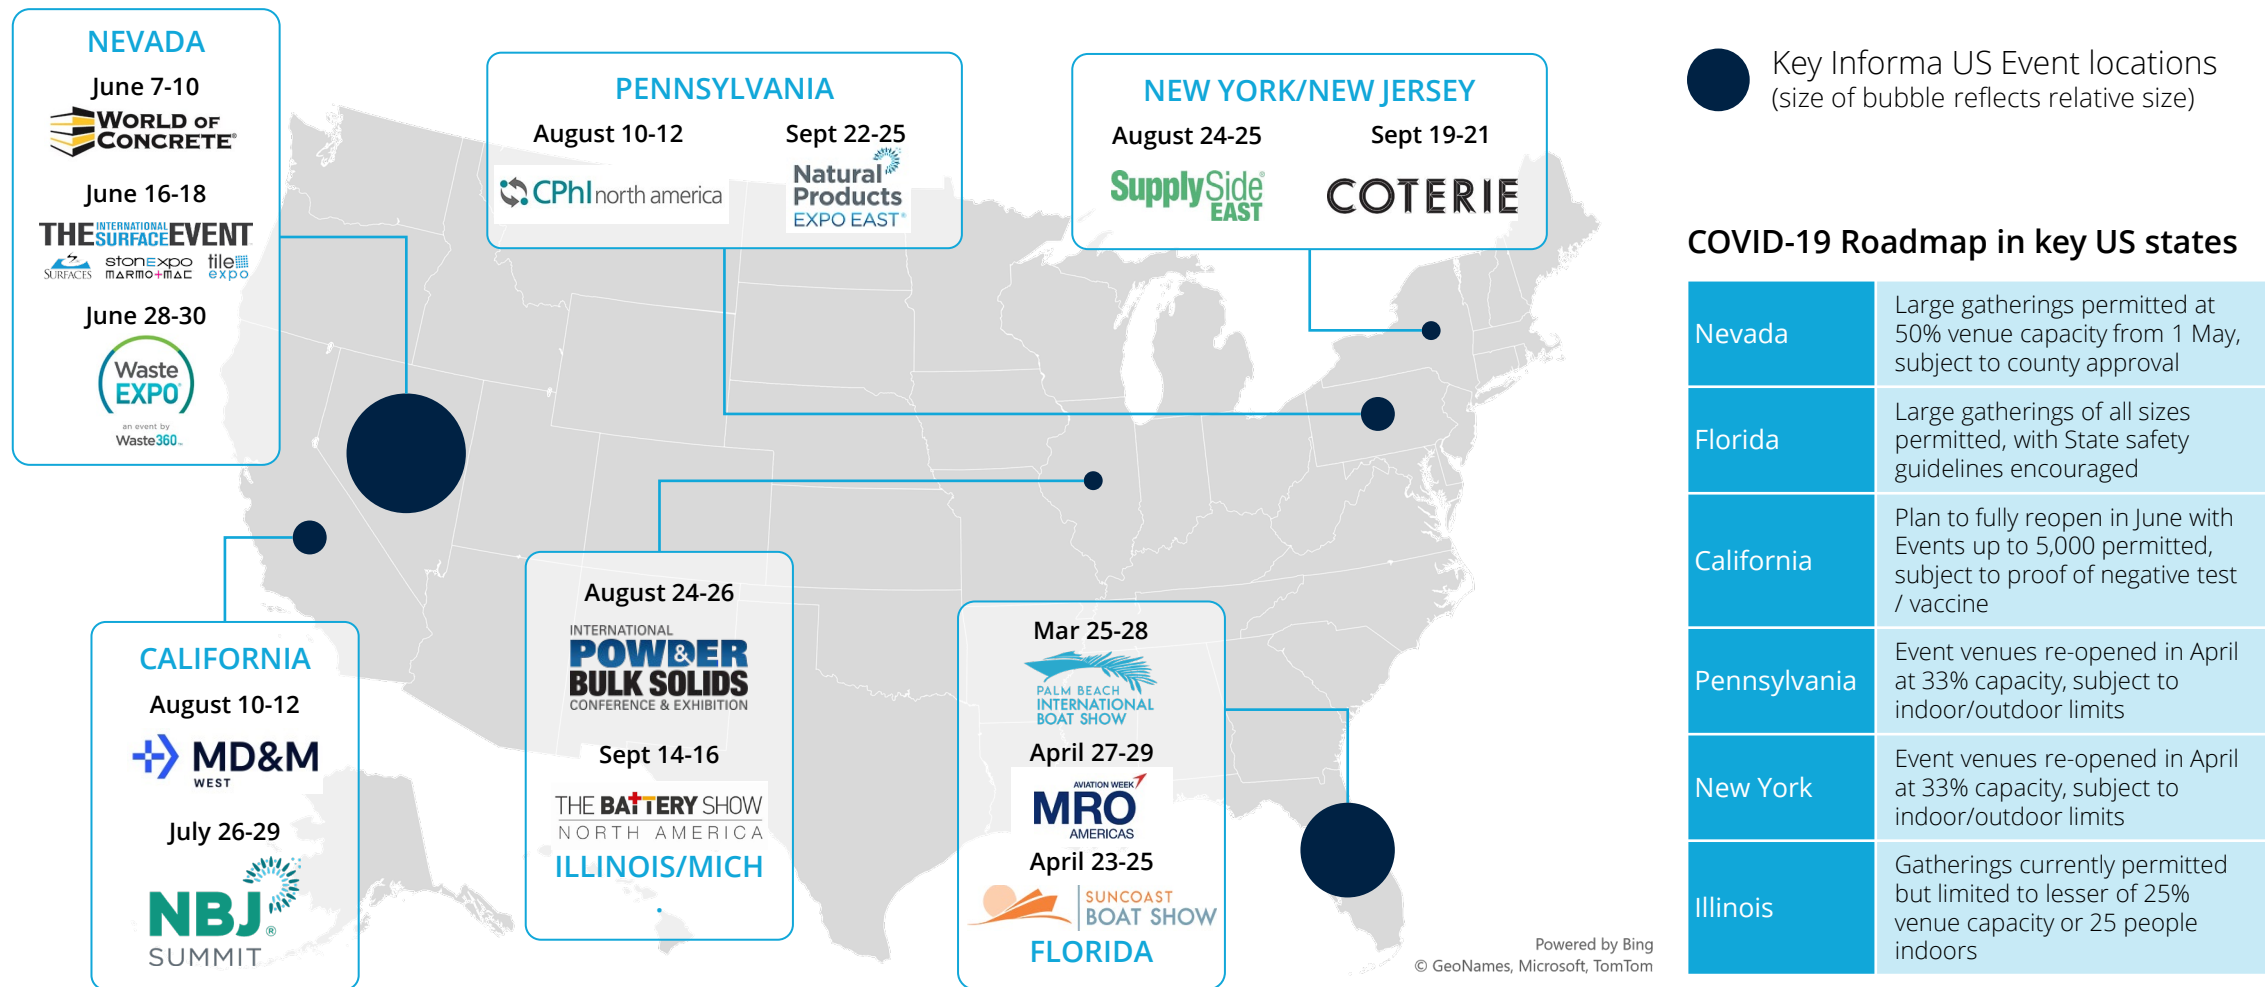 NEVADA
June 7-10
WORLD OF
CONCRETE®
June 16-18
THE INTERNATIONAL SURFACE EVENT
SURFACES stonexpo marmo+mac tile expo
June 28-30
Waste
EXPO
an event by
Waste360
PENNSYLVANIA
August 10-12
CPhI north america
Sept 22-25
Natural
Products
EXPO EAST®
NEW YORK/NEW JERSEY
August 24-25
SupplySide®
EAST
Sept 19-21
COTERIE
CALIFORNIA
August 10-12
MD&M
WEST
July 26-29
NBJ®
SUMMIT
August 24-26
INTERNATIONAL
POWDER &
BULK SOLIDS
CONFERENCE & EXHIBITION
Sept 14-16
THE BATTERY SHOW
NORTH AMERICA
ILLINOIS/MICH
Mar 25-28
PALM BEACH
INTERNATIONAL
BOAT SHOW
April 27-29
AVIATION WEEK
MRO
AMERICAS
April 23-25
SUNCOAST
BOAT SHOW
FLORIDA
Powered by Bing
© GeoNames, Microsoft, TomTom
Key Informa US Event locations
(size of bubble reflects relative size)
COVID-19 Roadmap in key US states
Nevada
Large gatherings permitted at
50% venue capacity from 1 May,
subject to county approval
Florida
Large gatherings of all sizes
permitted, with State safety
guidelines encouraged
California
Plan to fully reopen in June with
Events up to 5,000 permitted,
subject to proof of negative test
/ vaccine
Pennsylvania
Event venues re-opened in April
at 33% capacity, subject to
indoor/outdoor limits
New York
Event venues re-opened in April
at 33% capacity, subject to
indoor/outdoor limits
Illinois
Gatherings currently permitted
but limited to lesser of 25%
venue capacity or 25 people
indoors